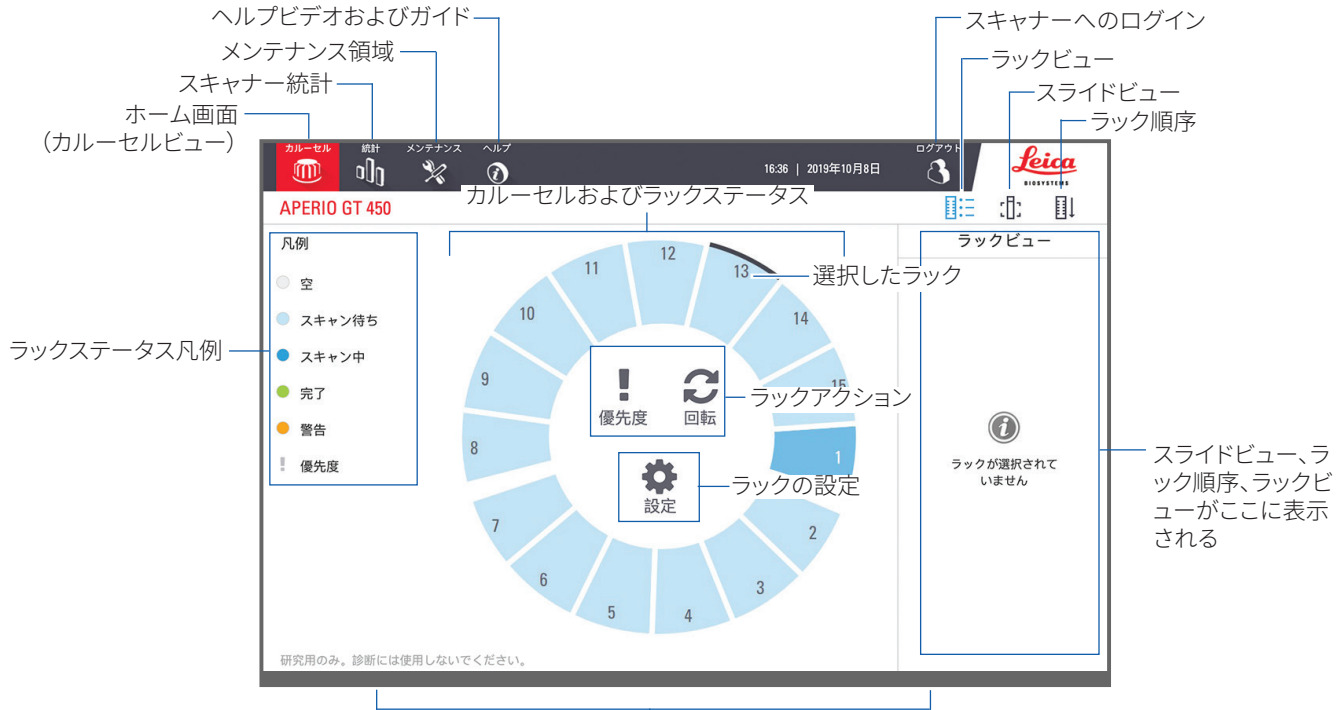 ヘルプビデオおよびガイド
スキャナーへのログイン
メンテナンス領域
ラックビュー
スキャナー統計
スライドビュー
ホーム画面
(カルーセルビュー)
ラック順序
カルーセル
統計
メンテナンス
ヘルプ
16:36 | 2019年10月8日
ログアウト
Leica
BIOSYSTEMS
APERIO GT 450
カルーセルおよびラックステータス
凡例
空
スキャン待ち
スキャン中
完了
警告
! 優先度
ラックステータス凡例
12
11
13
選択したラック
10
14
9
15
8
1
7
2
6
3
5
4
!
優先度
回転
ラックアクション
設定
ラックの設定
ラックビュー
i
ラックが選択されて
いません
スライドビュー、ラ
ック順序、ラックビ
ューがここに表示
される
研究用のみ。診断には使用しないでください。